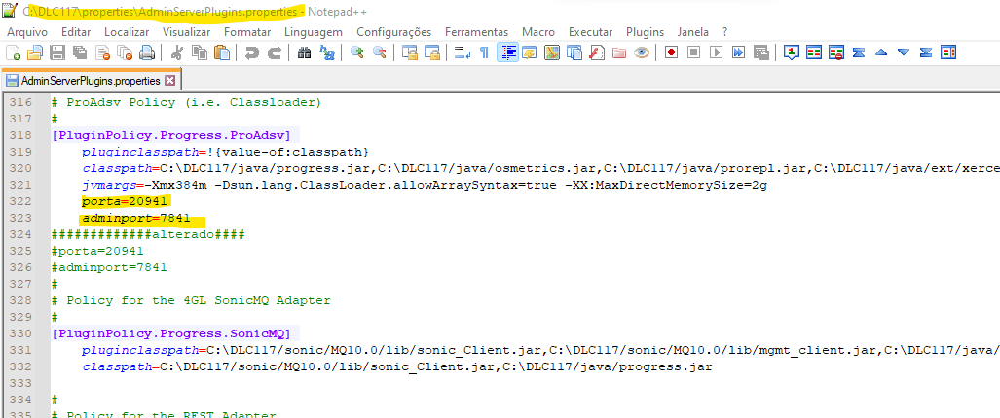 C:\DLC117\properties\AdminServerPlugins.properties - Notepad++
Arquivo Editar Localizar Visualizar Formatar Linguagem Configurações Ferramentas Macro Executar Plugins Janela ?
AdminServerPlugins.properties
316 # ProAdsv Policy (i.e. Classloader)
317 #
318 [PluginPolicy.Progress.ProAdsv]
319 pluginclasspath=!{value-of:classpath}
320 classpath=C:\DLC117/java/progress.jar,C:\DLC117/java/osmetrics.jar,C:\DLC117/java/prorepl.jar,C:\DLC117/java/ext/xerce
321 jvmargs=-Xmx384m -Dsun.lang.ClassLoader.allowArraySyntax=true -XX:MaxDirectMemorySize=2g
322 porta=20941
323 adminport=7841
324 #############alterado####
325 #porta=20941
326 #adminport=7841
327 #
328 # Policy for the 4GL SonicMQ Adapter
329 #
330 [PluginPolicy.Progress.SonicMQ]
331 pluginclasspath=C:\DLC117/sonic/MQ10.0/lib/sonic_Client.jar,C:\DLC117/sonic/MQ10.0/lib/mgmt_client.jar,C:\DLC117/java/
332 classpath=C:\DLC117/sonic/MQ10.0/lib/sonic_Client.jar,C:\DLC117/java/progress.jar
333
334 #
335 # Policy for the REST Adapter